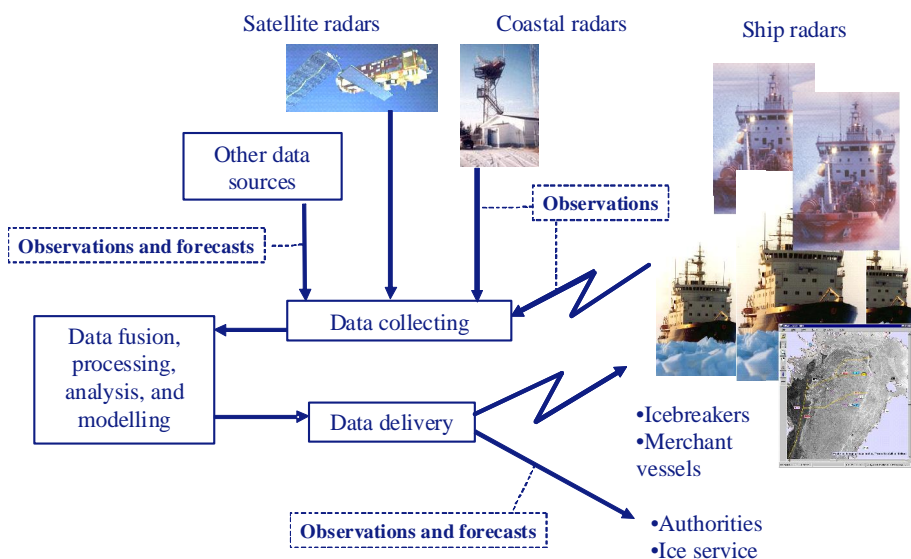 Satellite radars
Coastal radars
Ship radars
Other data
sources
Observations
Observations and forecasts
Data collecting
Data fusion,
processing,
analysis, and
modelling
Data delivery
•Icebreakers
•Merchant
vessels
Observations and forecasts
•Authorities
•Ice service